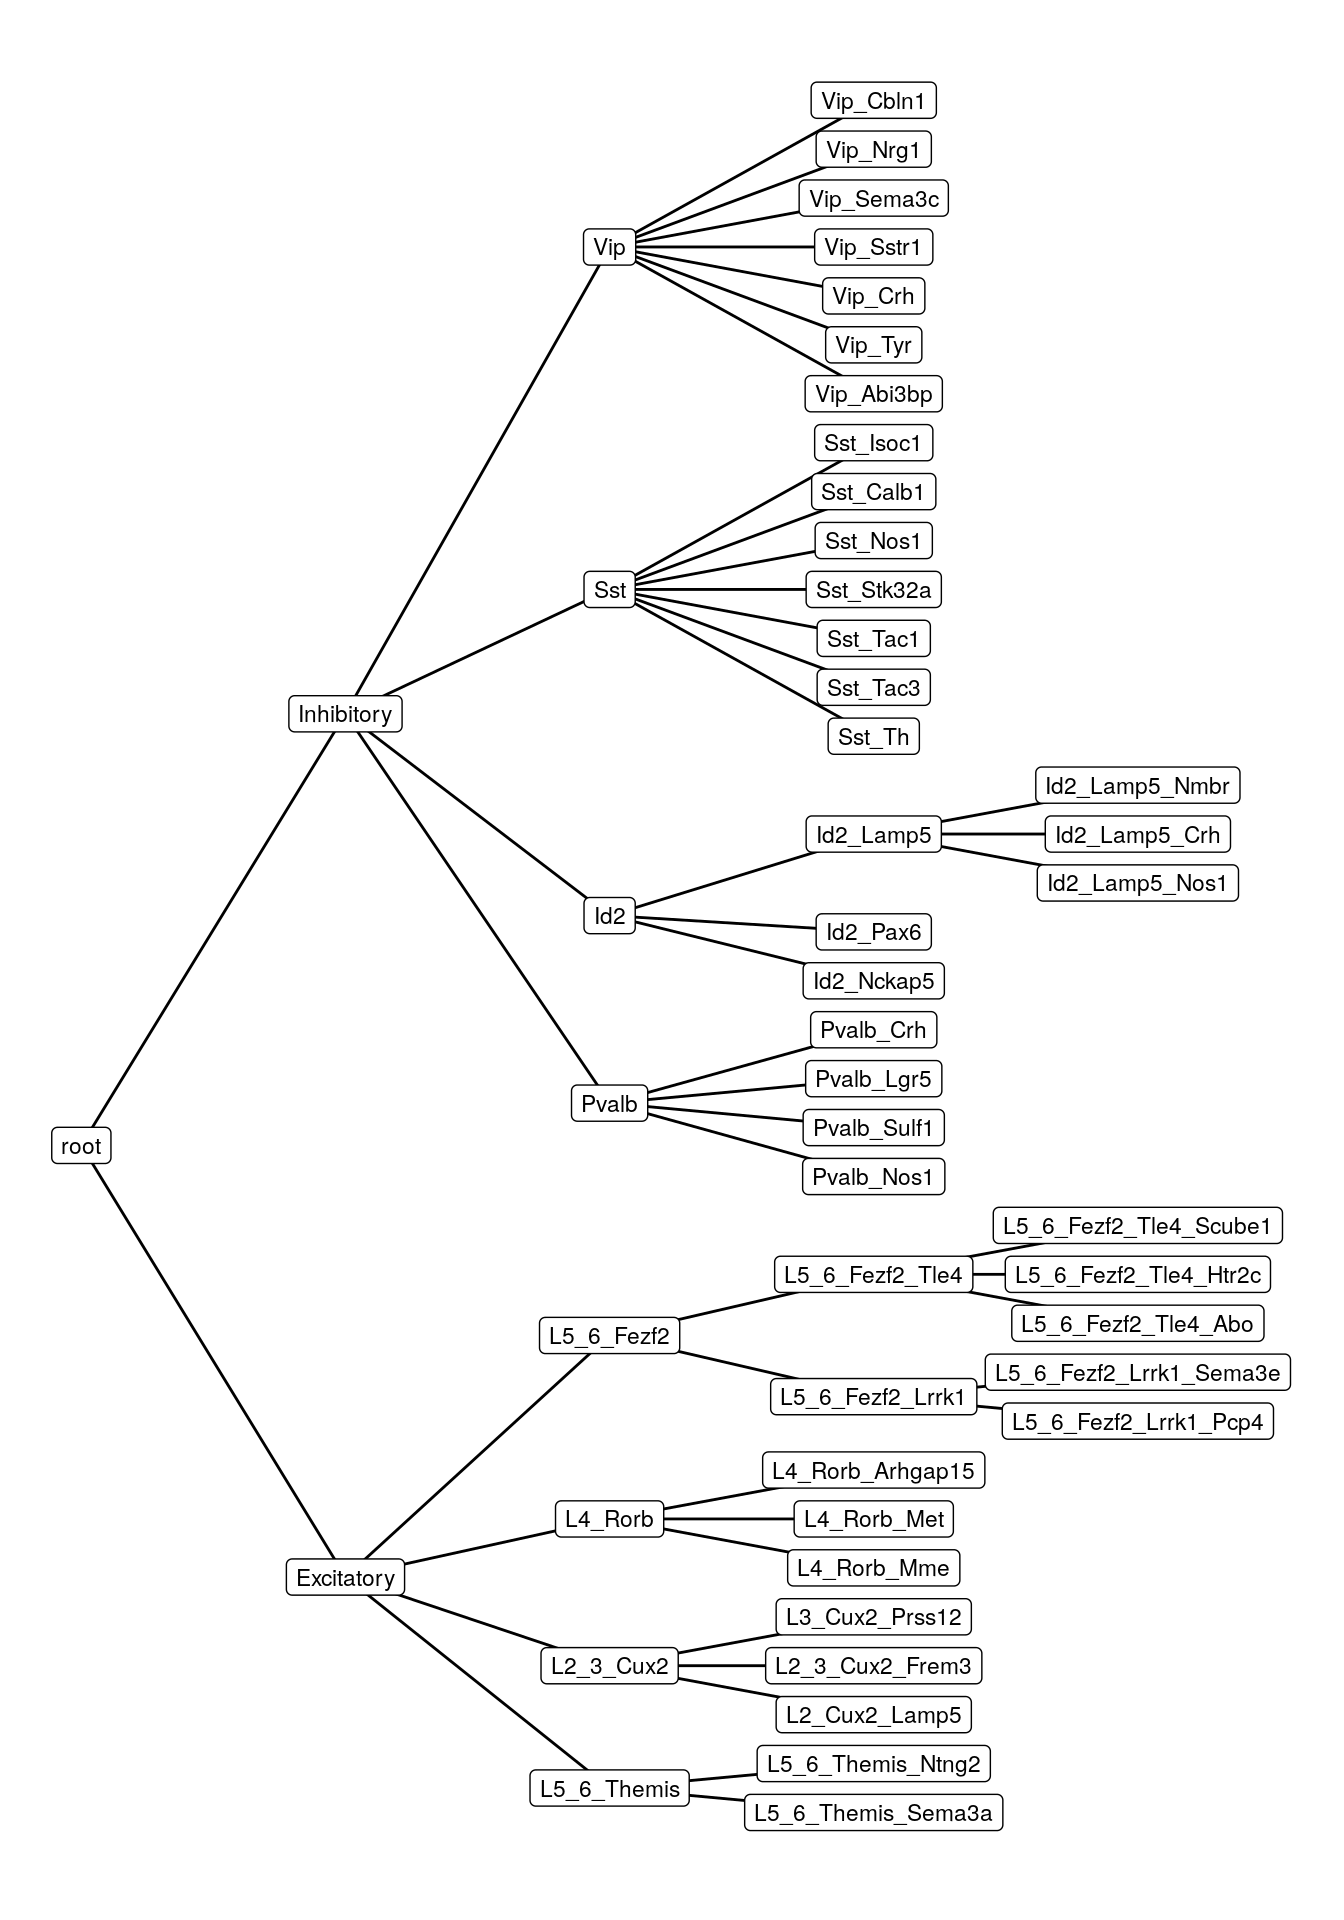 Vip_Cbln1
Vip_Nrg1
Vip_Sema3c
Vip
Vip_Sstr1
Vip_Crh
Vip_Tyr
Vip_Abi3bp
Sst_Isoc1
Sst_Calb1
Sst_Nos1
Sst
Sst_Stk32a
Sst_Tac1
Sst_Tac3
Inhibitory
Sst_Th
Id2_Lamp5_Nmbr
Id2_Lamp5
Id2_Lamp5_Crh
Id2_Lamp5_Nos1
Id2
Id2_Pax6
Id2_Nckap5
Pvalb_Crh
Pvalb_Lgr5
Pvalb
Pvalb_Sulf1
root
Pvalb_Nos1
L5_6_Fezf2_Tle4_Scube1
L5_6_Fezf2_Tle4
L5_6_Fezf2_Tle4_Htr2c
L5_6_Fezf2_Tle4_Abo
L5_6_Fezf2
L5_6_Fezf2_Lrrk1_Sema3e
L5_6_Fezf2_Lrrk1
L5_6_Fezf2_Lrrk1_Pcp4
L4_Rorb_Arhgap15
L4_Rorb
L4_Rorb_Met
L4_Rorb_Mme
Excitatory
L3_Cux2_Prss12
L2_3_Cux2
L2_3_Cux2_Frem3
L2_Cux2_Lamp5
L5_6_Themis_Ntng2
L5_6_Themis
L5_6_Themis_Sema3a